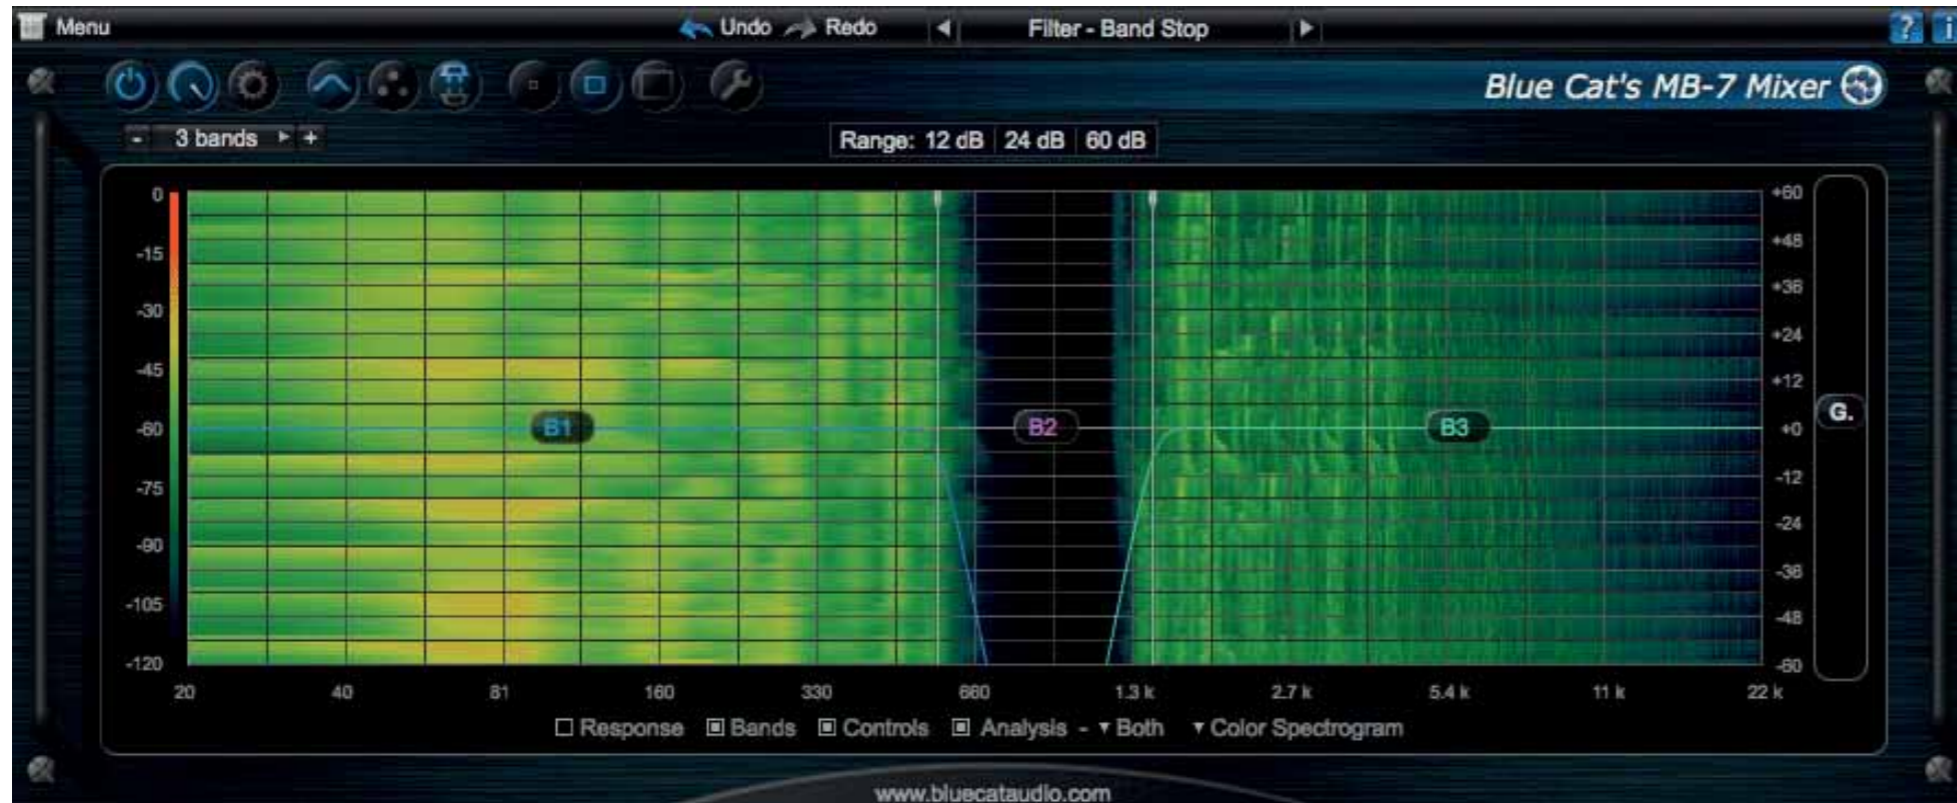 Menu Undo Redo Filter - Band Stop ? i
Blue Cat's MB-7 Mixer
- 3 bands + Range: 12 dB 24 dB 60 dB
0 +60
-15 +48
+36
-30 +24
-45 +12
-60 B1 B2 B3 +0 G.
-75 -12
-24
-90 -36
-105 -48
-120 -60
20 40 81 160 330 660 1.3 k 2.7 k 5.4 k 11 k 22 k
Response Bands Controls Analysis - Both Color Spectrogram
www.bluecataudio.com